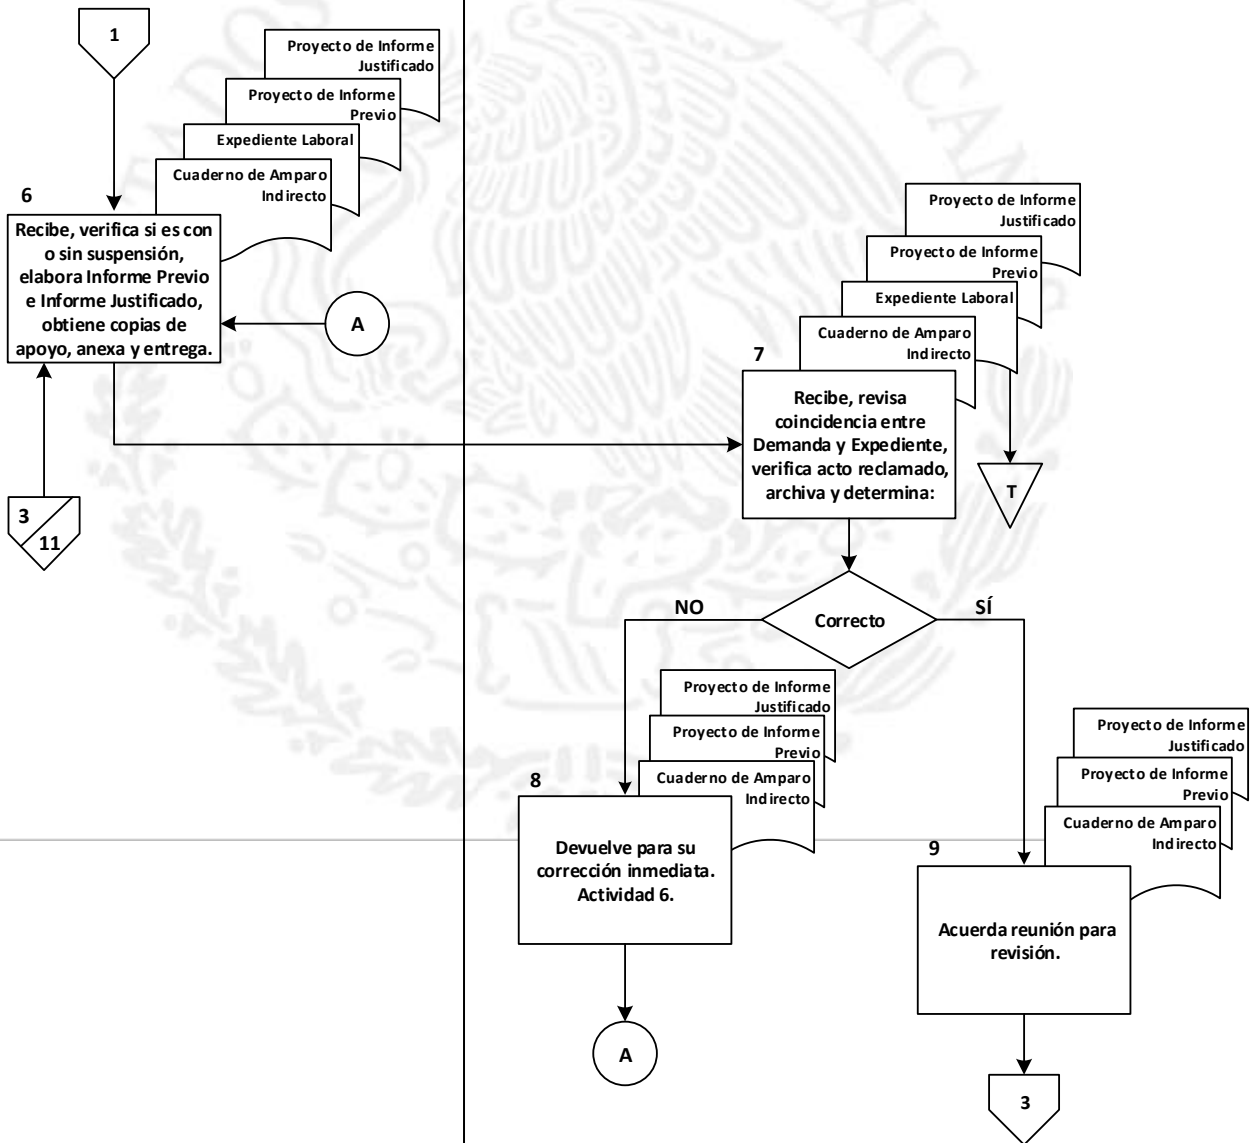 1
Proyecto de Informe
Justificado
Proyecto de Informe
Previo
Expediente Laboral
Cuaderno de Amparo
Indirecto
6
Recibe, verifica si es con
o sin suspensión,
elabora Informe Previo
e Informe Justificado,
obtiene copias de
apoyo, anexa y entrega.
A
3
11
Proyecto de Informe
Justificado
Proyecto de Informe
Previo
Expediente Laboral
Cuaderno de Amparo
Indirecto
7
Recibe, revisa
coincidencia entre
Demanda y Expediente,
verifica acto reclamado,
archiva y determina:
T
Correcto
NO
SÍ
Proyecto de Informe
Justificado
Proyecto de Informe
Previo
Cuaderno de Amparo
Indirecto
8
Devuelve para su
corrección inmediata.
Actividad 6.
A
Proyecto de Informe
Justificado
Proyecto de Informe
Previo
Cuaderno de Amparo
Indirecto
9
Acuerda reunión para
revisión.
3